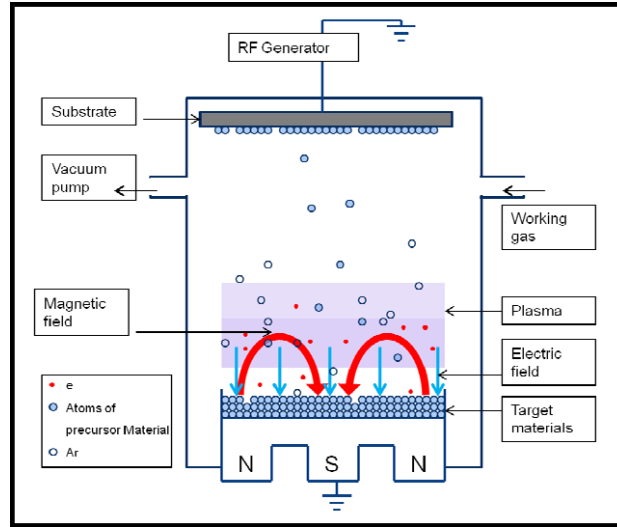 RF Generator
Substrate
Vacuum
pump
Working
gas
Magnetic
field
Plasma
Electric
field
e
Atoms of
precursor Material
Ar
Target
materials
N
S
N